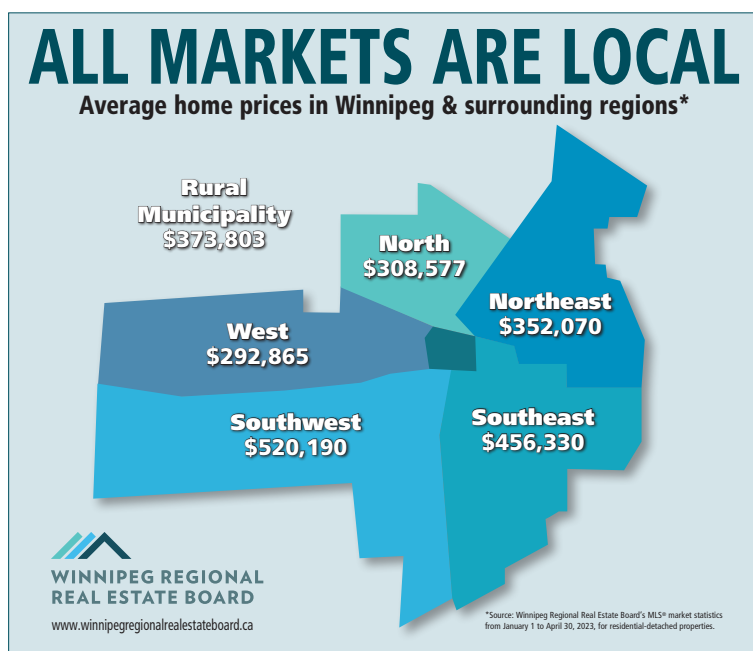 ALL MARKETS ARE LOCAL
Average home prices in Winnipeg & surrounding regions*
Rural
Municipality
$373,803
North
$308,577
Northeast
$352,070
West
$292,865
Southwest
$520,190
Southeast
$456,330
WINNIPEG REGIONAL
REAL ESTATE BOARD
www.winnipegregionalrealestateboard.ca
*Source: Winnipeg Regional Real Estate Board's MLS® market statistics
from January 1 to April 30, 2023, for residential-detached properties.